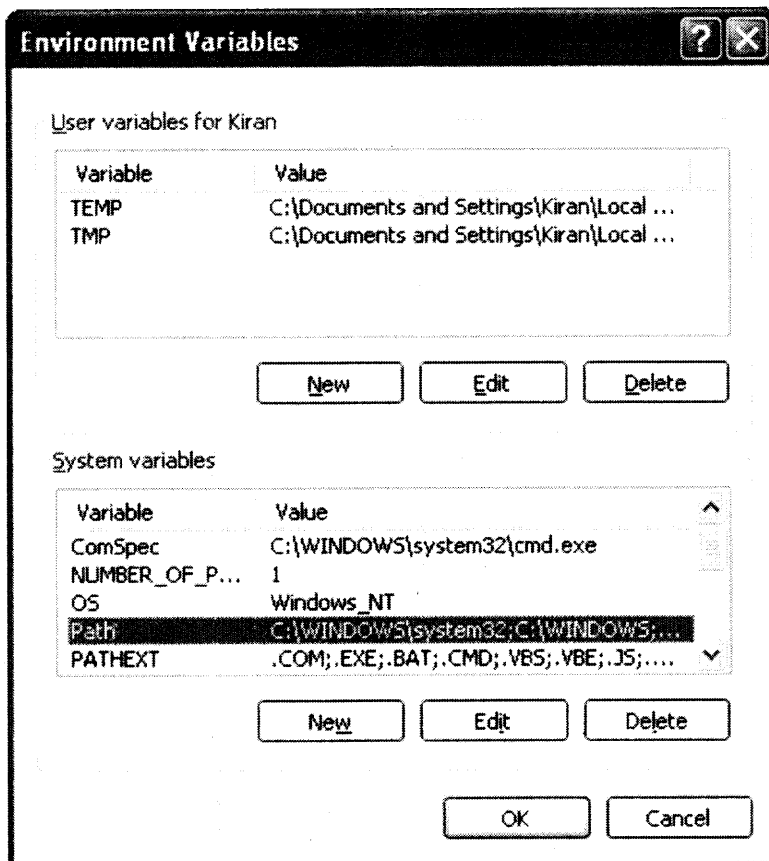 Environment Variables
User variables for Kiran
Variable Value
TEMP C:\Documents and Settings\Kiran\Local ...
TMP C:\Documents and Settings\Kiran\Local ...
New Edit Delete
System variables
Variable Value
ComSpec C:\WINDOWS\system32\cmd.exe
NUMBER_OF_P... 1
OS Windows_NT
Path C:\WINDOWS\system32;C:\WINDOWS;...
PATHEXT .COM;.EXE;.BAT;.CMD;.VBS;.VBE;.JS;....
New Edit Delete
OK Cancel